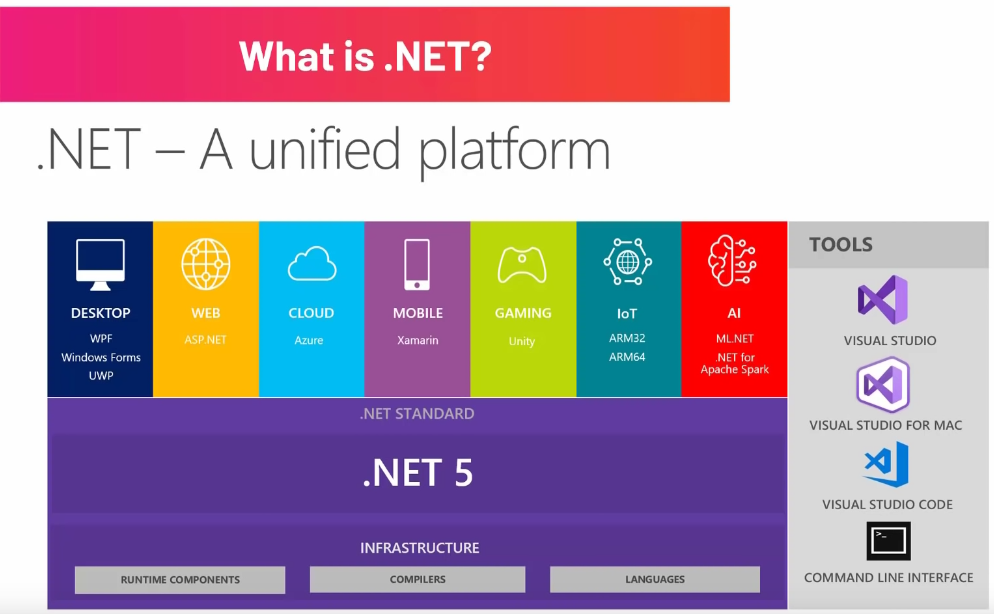 What is .NET?
.NET – A unified platform
DESKTOP
WPF
Windows Forms
UWP
WEB
ASP.NET
CLOUD
Azure
MOBILE
Xamarin
GAMING
Unity
IoT
ARM32
ARM64
AI
ML.NET
.NET for
Apache Spark
TOOLS
VISUAL STUDIO
VISUAL STUDIO FOR MAC
VISUAL STUDIO CODE
>_
COMMAND LINE INTERFACE
.NET STANDARD
.NET 5
INFRASTRUCTURE
RUNTIME COMPONENTS
COMPILERS
LANGUAGES